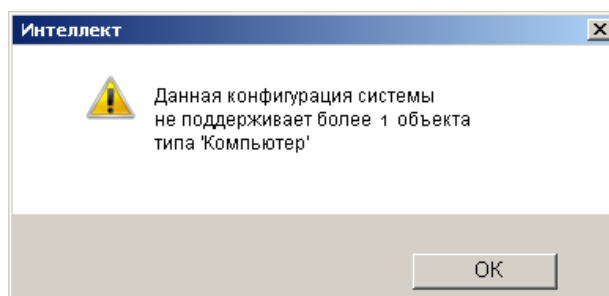 Интеллект
Данная конфигурация системы
не поддерживает более 1 объекта
типа 'Компьютер'
OK